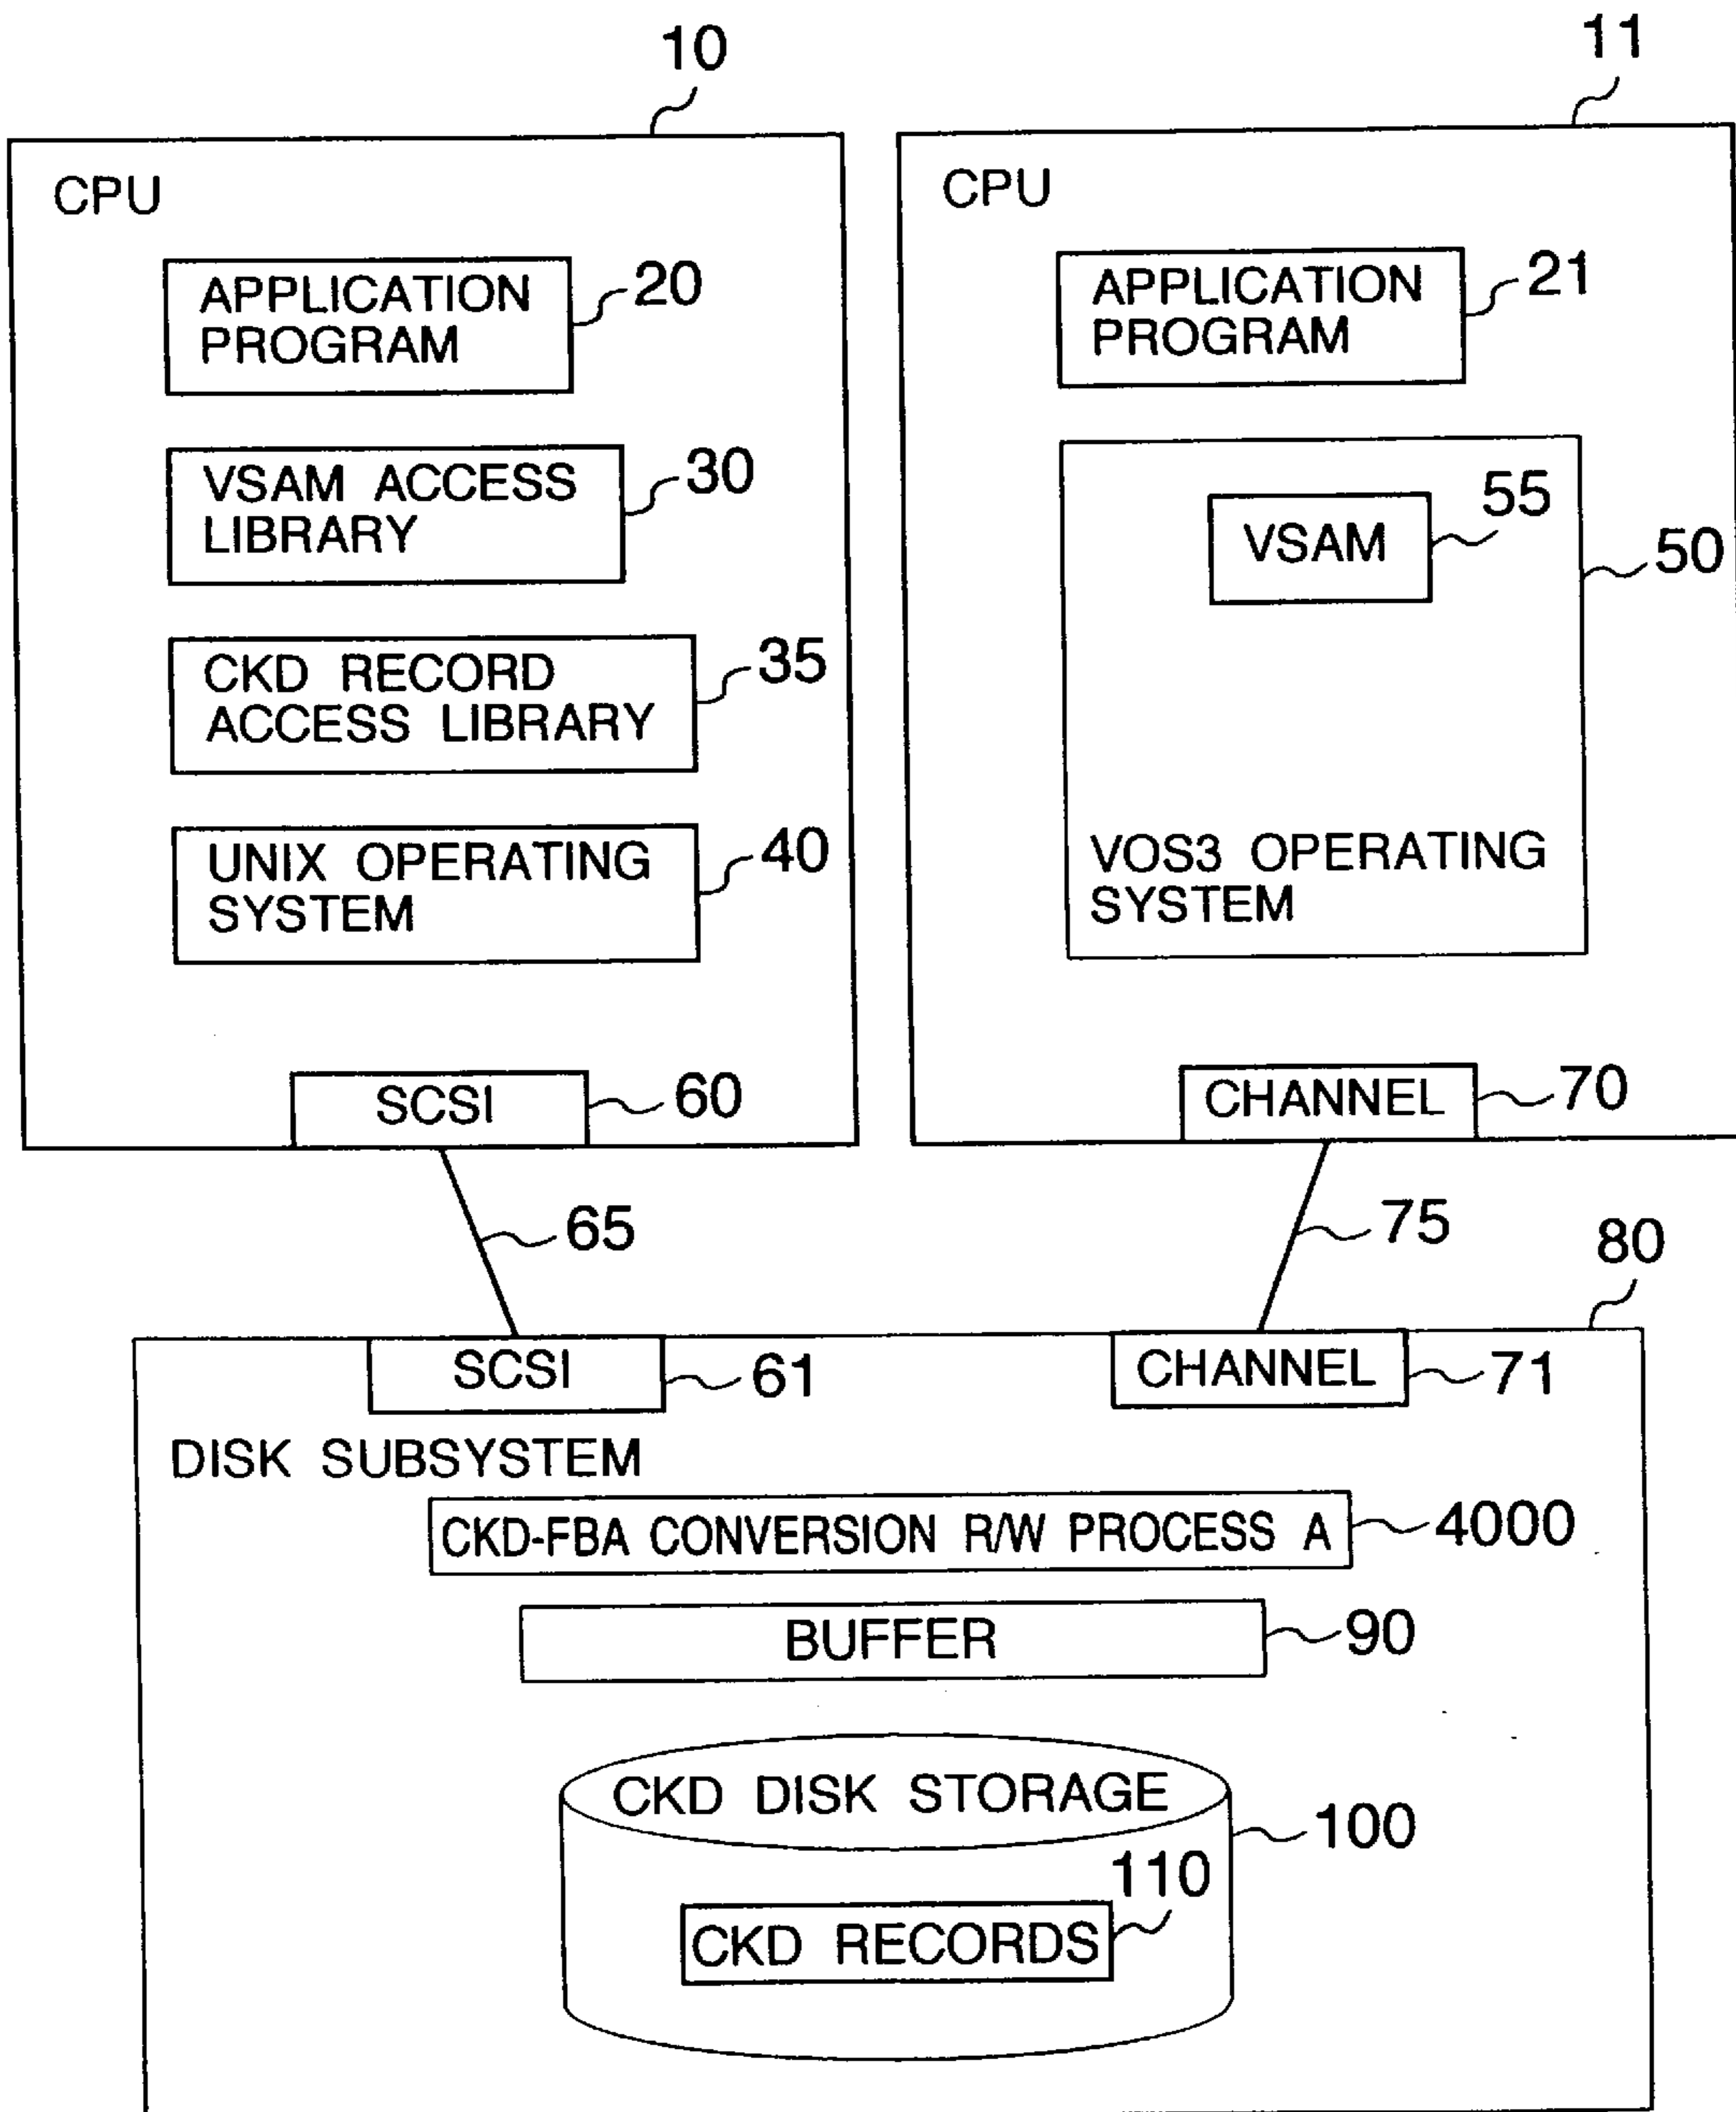 10
11
CPU
APPLICATION
PROGRAM
20
VSAM ACCESS
LIBRARY
30
CKD RECORD
ACCESS LIBRARY
35
UNIX OPERATING
SYSTEM
40
SCSI
60
CPU
APPLICATION
PROGRAM
21
VSAM
55
50
VOS3 OPERATING
SYSTEM
CHANNEL
70
65
75
80
SCSI
61
CHANNEL
71
DISK SUBSYSTEM
CKD-FBA CONVERSION R/W PROCESS A
4000
BUFFER
90
CKD DISK STORAGE
100
110
CKD RECORDS